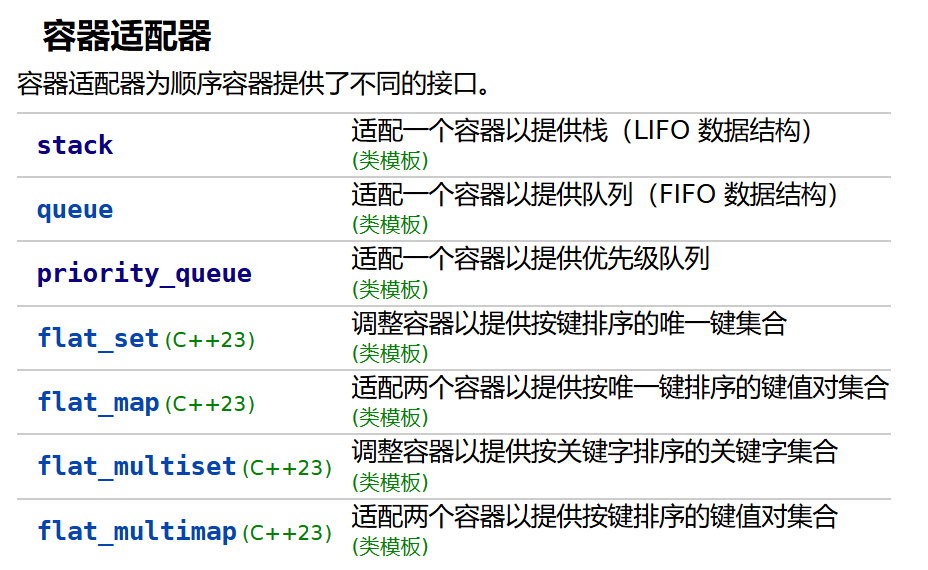 容器适配器
容器适配器为顺序容器提供了不同的接口。
stack 适配一个容器以提供栈（LIFO 数据结构）
(类模板)
queue 适配一个容器以提供队列（FIFO 数据结构）
(类模板)
priority_queue 适配一个容器以提供优先级队列
(类模板)
flat_set (C++23) 调整容器以提供按键排序的唯一键集合
(类模板)
flat_map (C++23) 适配两个容器以提供按唯一键排序的键值对集合
(类模板)
flat_multiset (C++23) 调整容器以提供按关键字排序的关键字集合
(类模板)
flat_multimap (C++23) 适配两个容器以提供按键排序的键值对集合
(类模板)